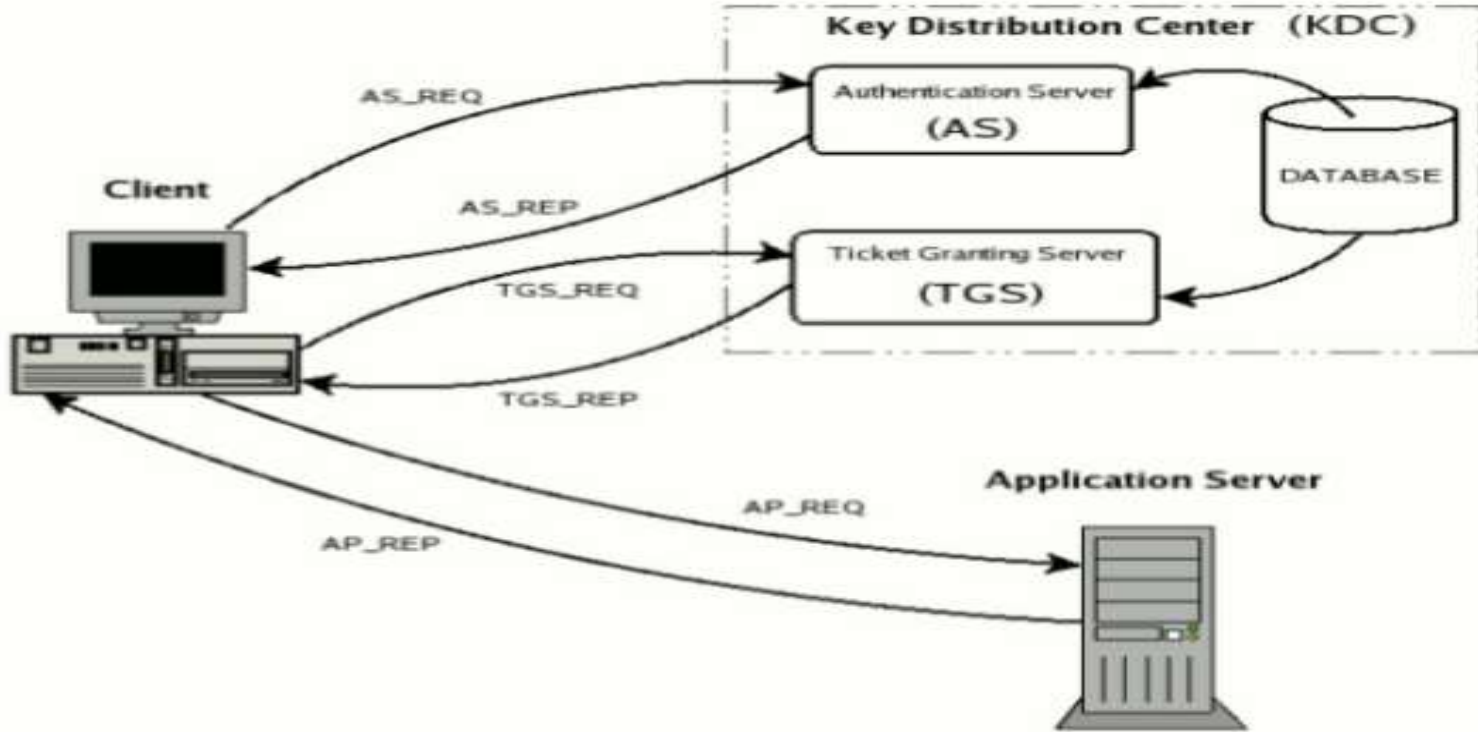 Key Distribution Center (KDC)
AS_REQ
Authentication Server
(AS)
DATABASE
Client
AS_REP
Ticket Granting Server
(TGS)
TGS_REQ
TGS_REP
Application Server
AP_REQ
AP_REP